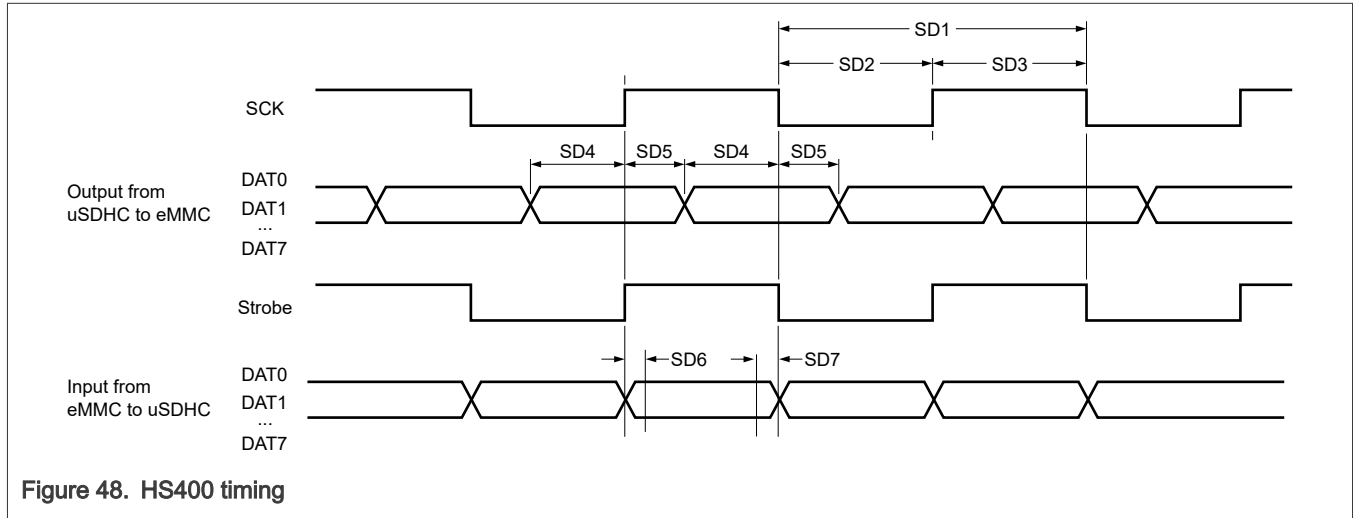 SD1
SD2 SD3
SCK
SD4 SD5 SD4 SD5
Output from
uSDHC to eMMC
DAT0
DAT1
...
DAT7
Strobe
SD6 SD7
Input from
eMMC to uSDHC
DAT0
DAT1
...
DAT7
Figure 48. HS400 timing